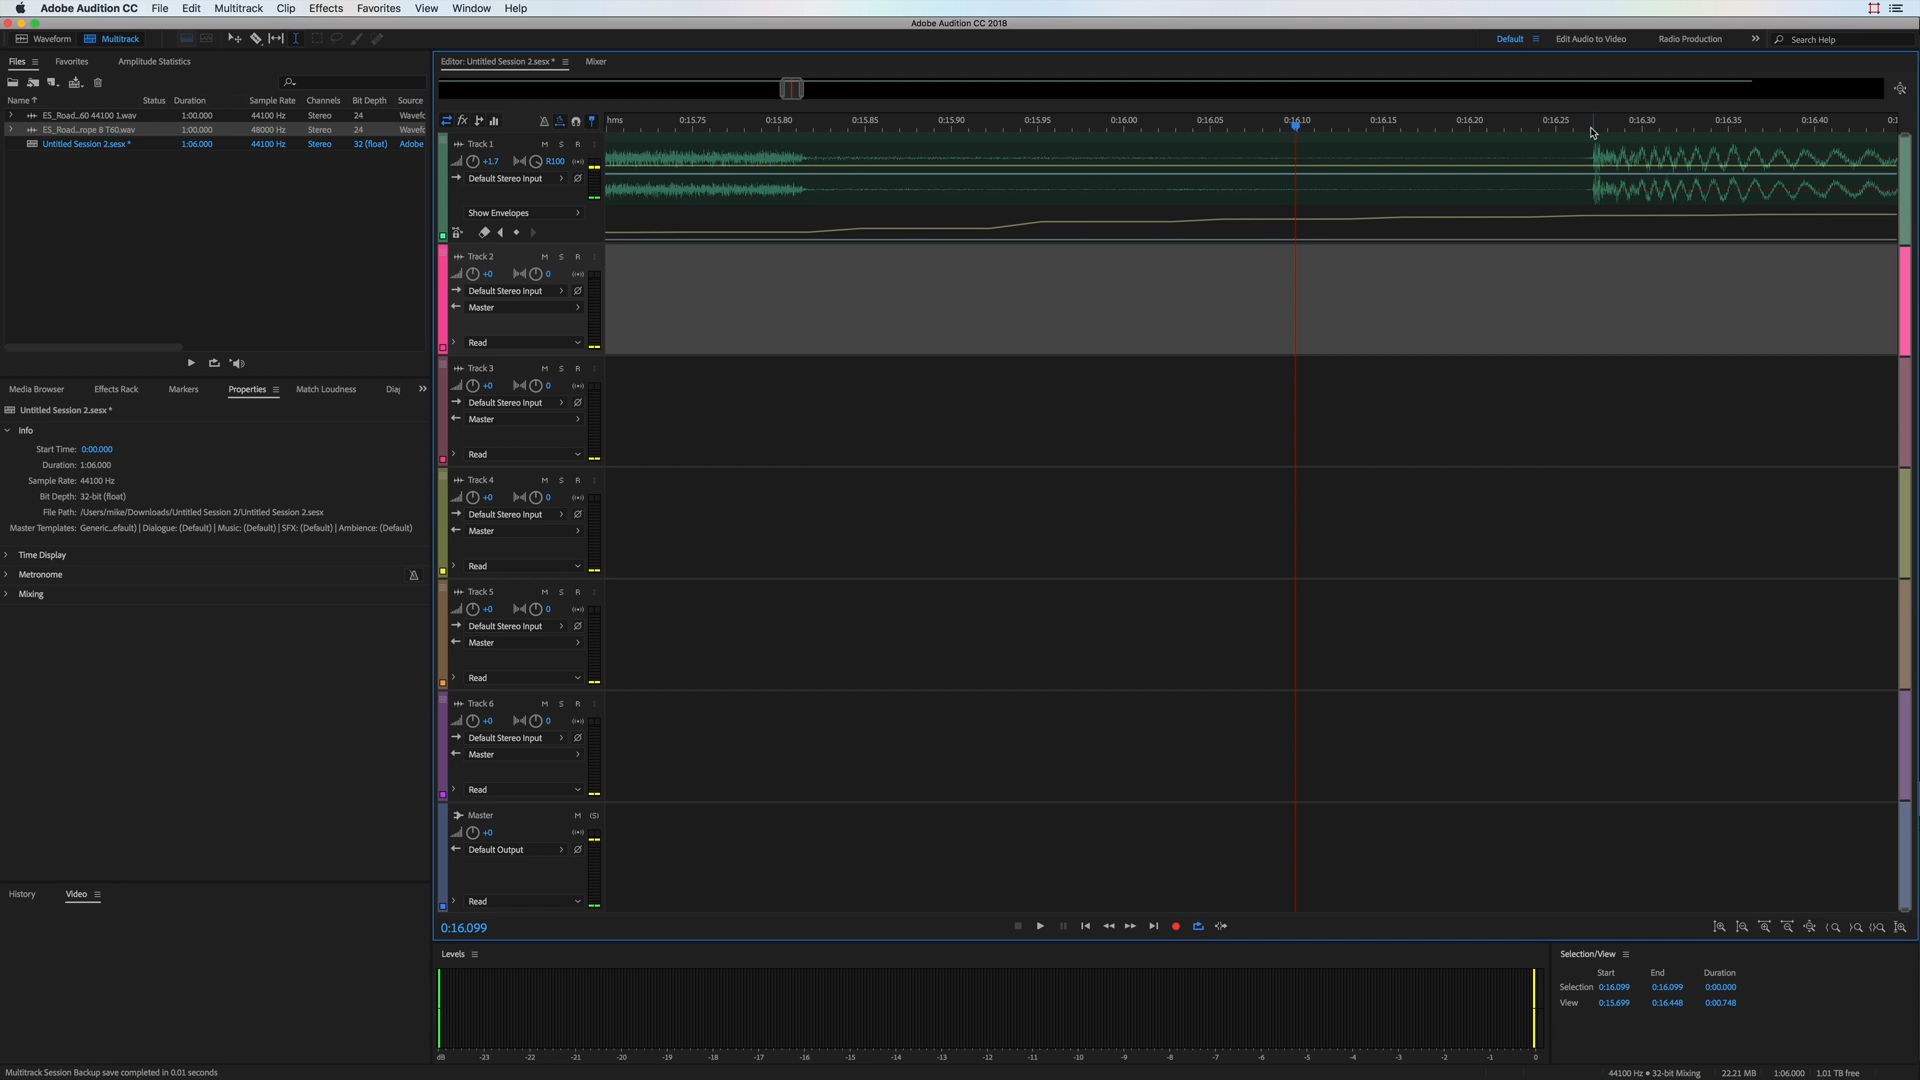 Adobe Audition CC File Edit Multitrack Clip Effects Favorites View Window Help
Adobe Audition CC 2018
Waveform Multitrack Default Edit Audio to Video Radio Production Search Help
Files Favorites Amplitude Statistics
Name Status Duration Sample Rate Channels Bit Depth Source
ES_Road...60 44100 1.wav 1:00.000 44100 Hz Stereo 24 Wavefc
ES_Road...rope 8 T60.wav 1:00.000 48000 Hz Stereo 24 Wavefc
Untitled Session 2.sesx * 1:06.000 44100 Hz Stereo 32 (float) Adobe
Media Browser Effects Rack Markers Properties Match Loudness Diag
Untitled Session 2.sesx *
Info
Start Time: 0:00.000
Duration: 1:06.000
Sample Rate: 44100 Hz
Bit Depth: 32-bit (float)
File Path: /Users/mike/Downloads/Untitled Session 2/Untitled Session 2.sesx
Master Templates: Generic...efault) | Dialogue: (Default) | Music: (Default) | SFX: (Default) | Ambience: (Default)
Time Display
Metronome
Mixing
History Video
Editor: Untitled Session 2.sesx * Mixer
fx hms 0:15.75 0:15.80 0:15.85 0:15.90 0:15.95 0:16.00 0:16.05 0:16.10 0:16.15 0:16.20 0:16.25 0:16.30 0:16.35 0:16.40 0:1
Track 1 M S R
+1.7 R100
Default Stereo Input
Show Envelopes
Track 2 M S R
+0 0
Default Stereo Input
Master
Read
Track 3 M S R
+0 0
Default Stereo Input
Master
Read
Track 4 M S R
+0 0
Default Stereo Input
Master
Read
Track 5 M S R
+0 0
Default Stereo Input
Master
Read
Track 6 M S R
+0 0
Default Stereo Input
Master
Read
Master M (S)
+0
Default Output
Read
0:16.099
Levels
dB -23 -22 -21 -20 -19 -18 -17 -16 -15 -14 -13 -12 -11 -10 -9 -8 -7 -6 -5 -4 -3 -2 -1 0
Selection/View
Start End Duration
Selection 0:16.099 0:16.099 0:00.000
View 0:15.699 0:16.448 0:00.748
Multitrack Session Backup save completed in 0.01 seconds
44100 Hz • 32-bit Mixing 22.21 MB 1:06.000 1.01 TB free